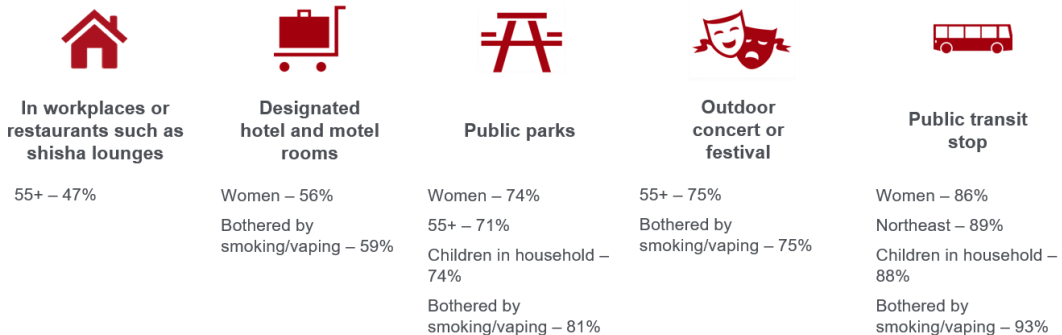 In workplaces or
restaurants such as
shisha lounges
55+ – 47%
Designated
hotel and motel
rooms
Women – 56%
Bothered by
smoking/vaping – 59%
Public parks
Women – 74%
55+ – 71%
Children in household –
74%
Bothered by
smoking/vaping – 81%
Outdoor
concert or
festival
55+ – 75%
Bothered by
smoking/vaping – 75%
Public transit
stop
Women – 86%
Northeast – 89%
Children in household –
88%
Bothered by
smoking/vaping – 93%